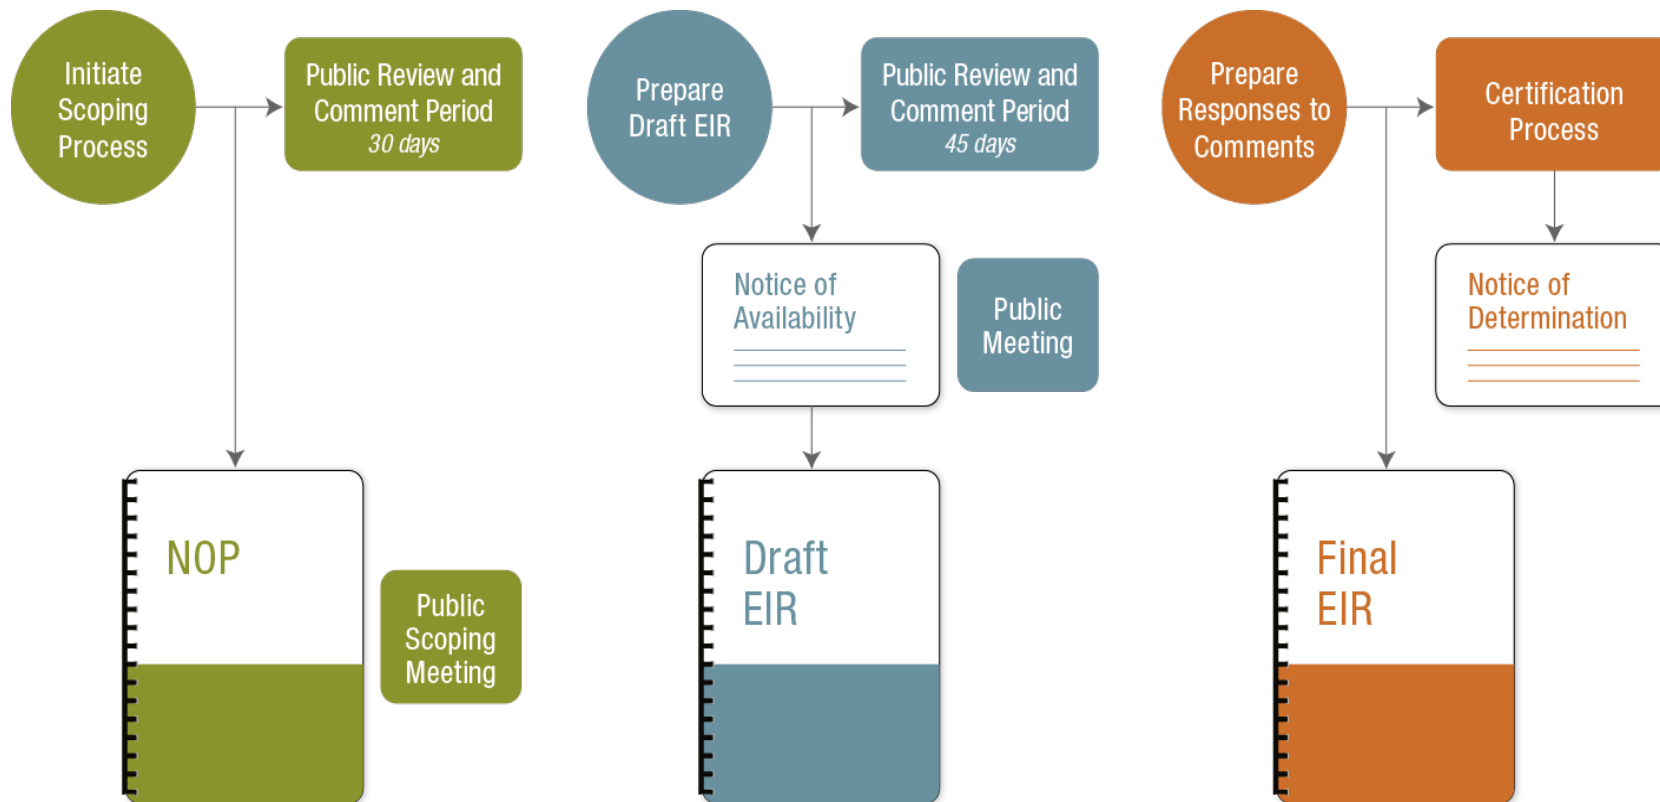 Initiate
Scoping
Process
Public Review and
Comment Period
30 days
NOP
Public
Scoping
Meeting
Prepare
Draft EIR
Public Review and
Comment Period
45 days
Notice of
Availability
Public
Meeting
Draft
EIR
Prepare
Responses to
Comments
Certification
Process
Notice of
Determination
Final
EIR